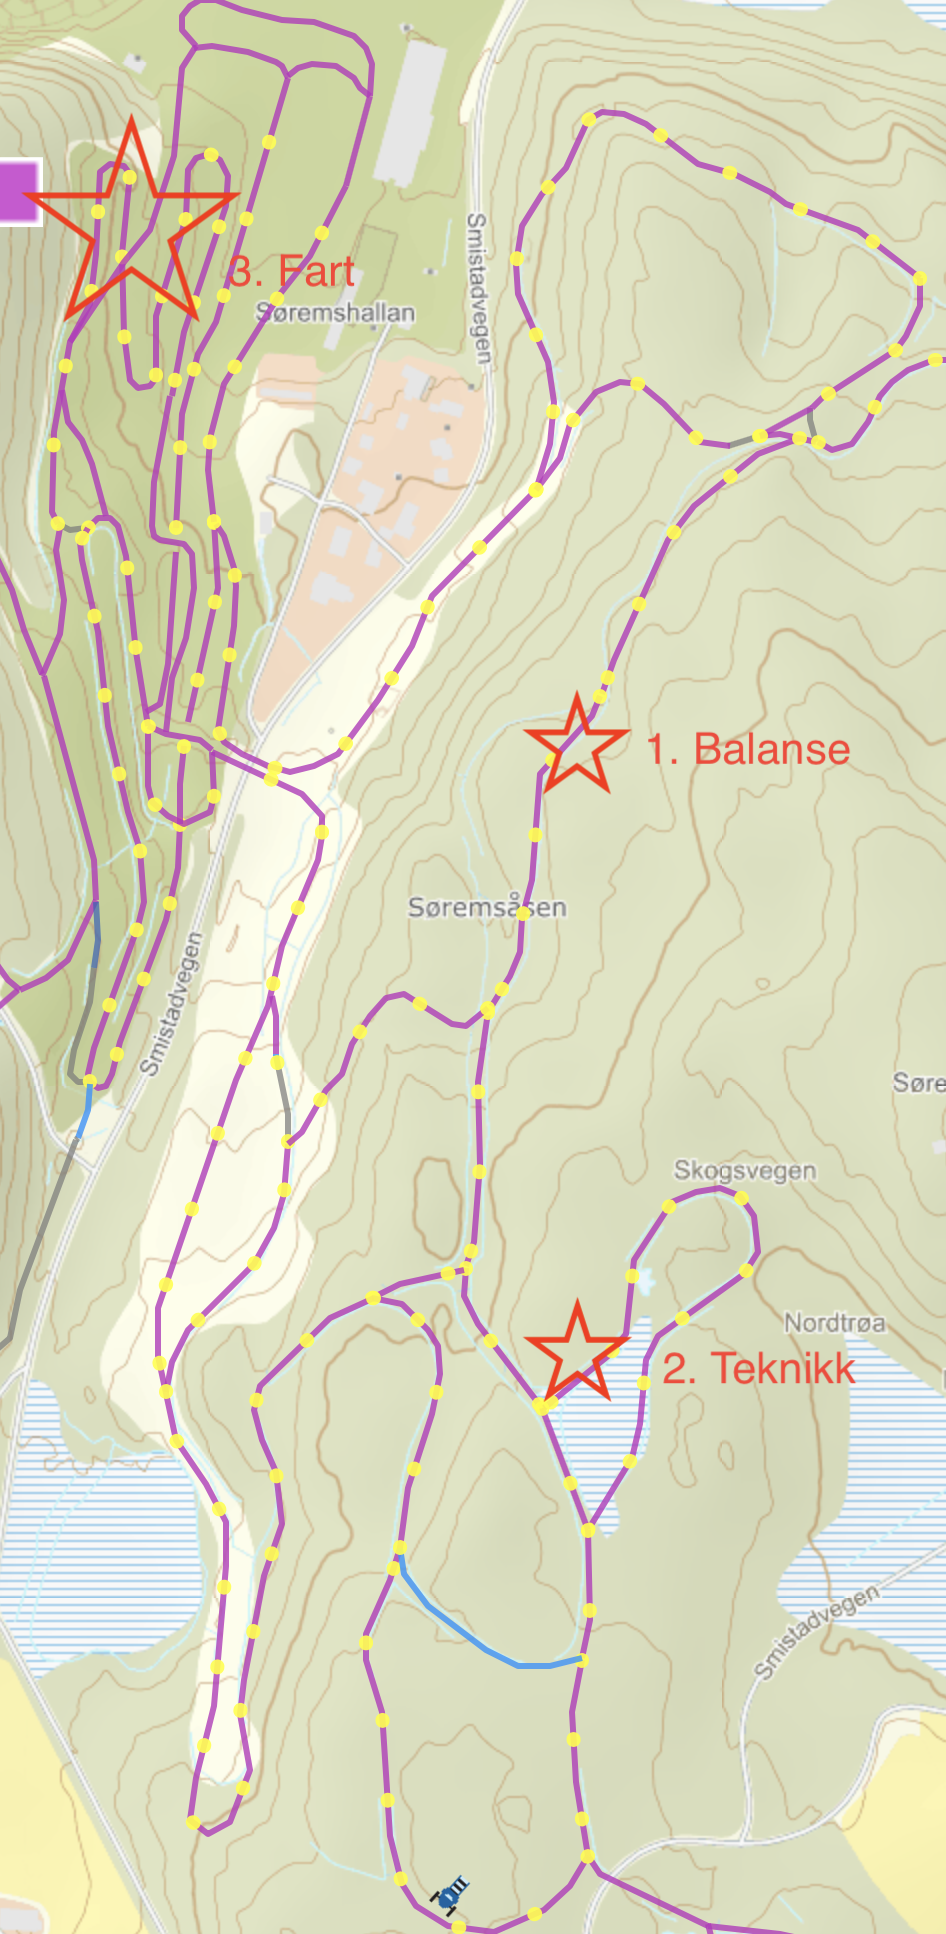 Smistadvegen
3. Fart
Søremshallan
1. Balanse
Søremsåsen
Smistadvegen
Søre
Skogsvegen
Nordtrøa
2. Teknikk
Smistadvegen